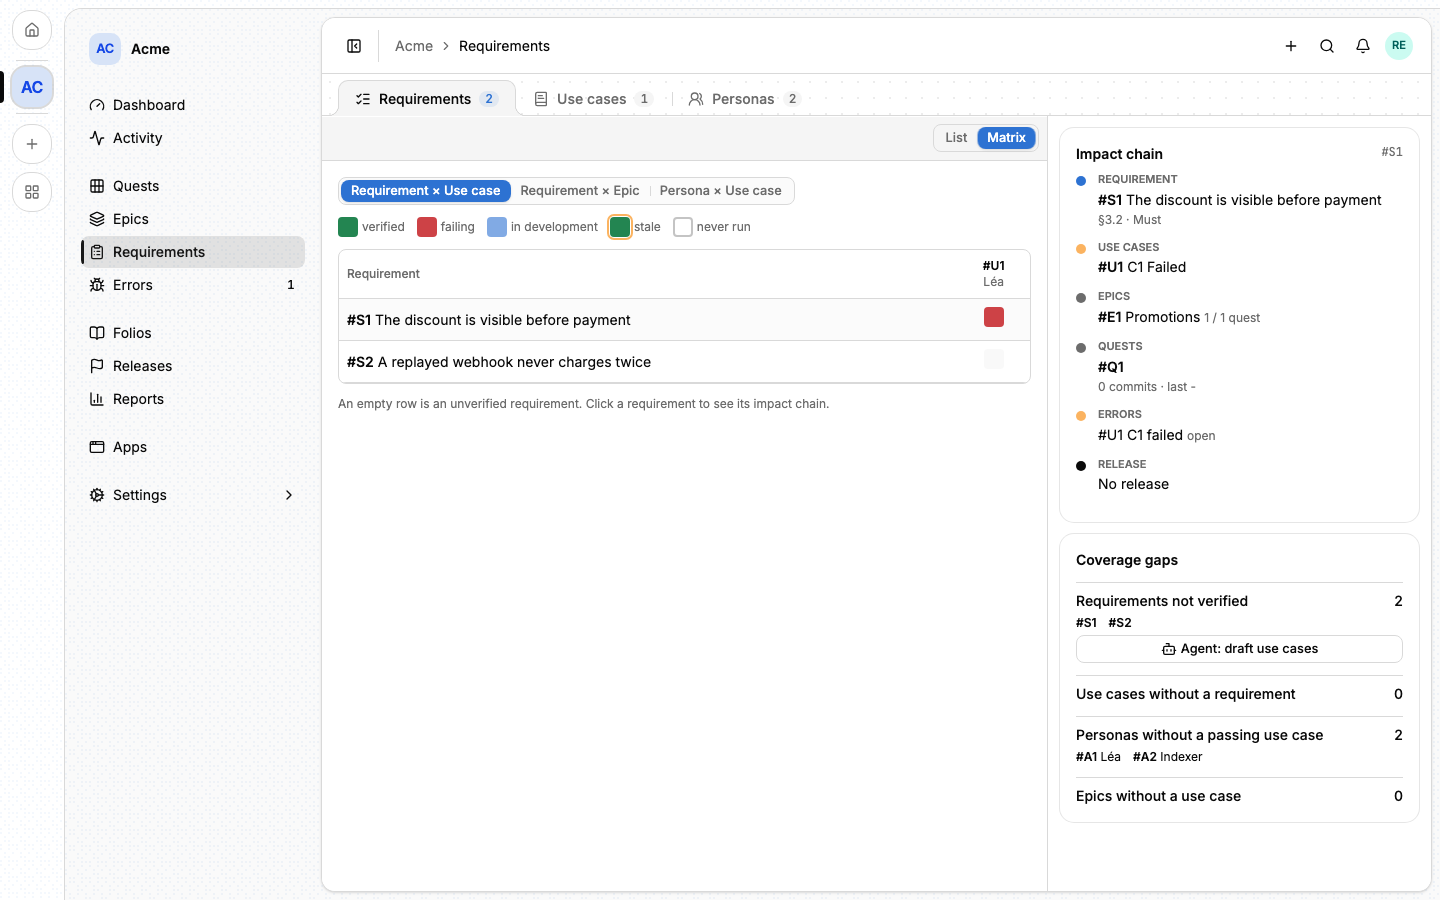 AC
AC Acme
Dashboard
Activity
Quests
Epics
Requirements
Errors 1
Folios
Releases
Reports
Apps
Settings
Acme > Requirements
RE
Requirements 2
Use cases 1
Personas 2
List Matrix
Requirement × Use case
Requirement × Epic
Persona × Use case
verified failing in development stale never run
Requirement
#U1
Léa
#S1 The discount is visible before payment
#S2 A replayed webhook never charges twice
An empty row is an unverified requirement. Click a requirement to see its impact chain.
Impact chain #S1
REQUIREMENT
#S1 The discount is visible before payment
§3.2 · Must
USE CASES
#U1 C1 Failed
EPICS
#E1 Promotions 1 / 1 quest
QUESTS
#Q1
0 commits · last -
ERRORS
#U1 C1 failed open
RELEASE
No release
Coverage gaps
Requirements not verified 2
#S1 #S2
Agent: draft use cases
Use cases without a requirement 0
Personas without a passing use case 2
#A1 Léa #A2 Indexer
Epics without a use case 0